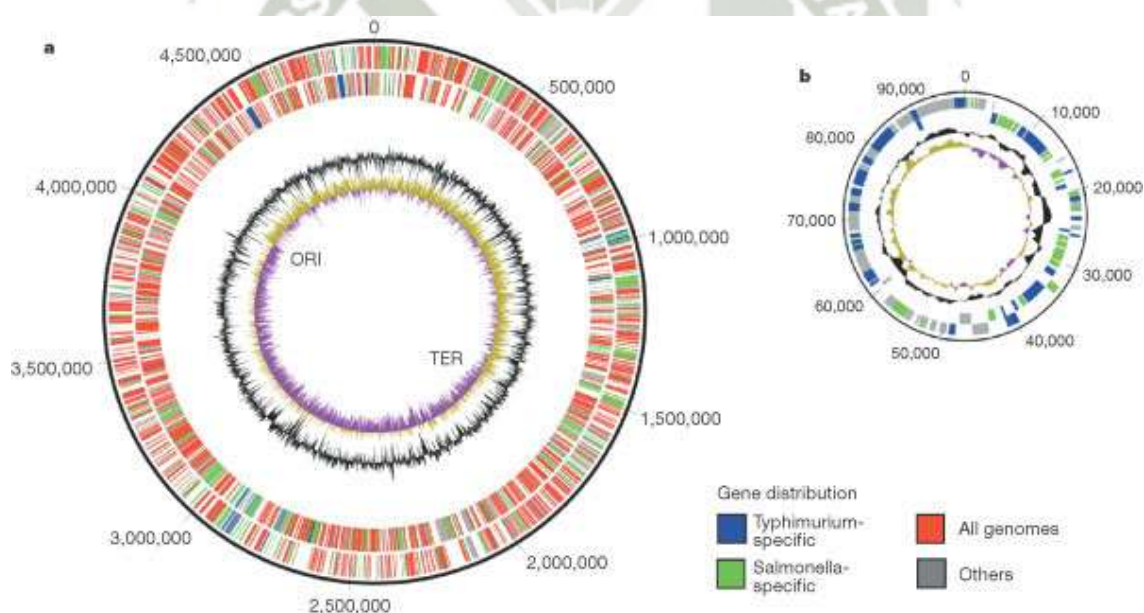 a
0
500,000
1,000,000
1,500,000
2,000,000
2,500,000
3,000,000
3,500,000
4,000,000
4,500,000
ORI
TER
b
0
10,000
20,000
30,000
40,000
50,000
60,000
70,000
80,000
90,000
Gene distribution
Typhimurium-
specific
Salmonella-
specific
All genomes
Others